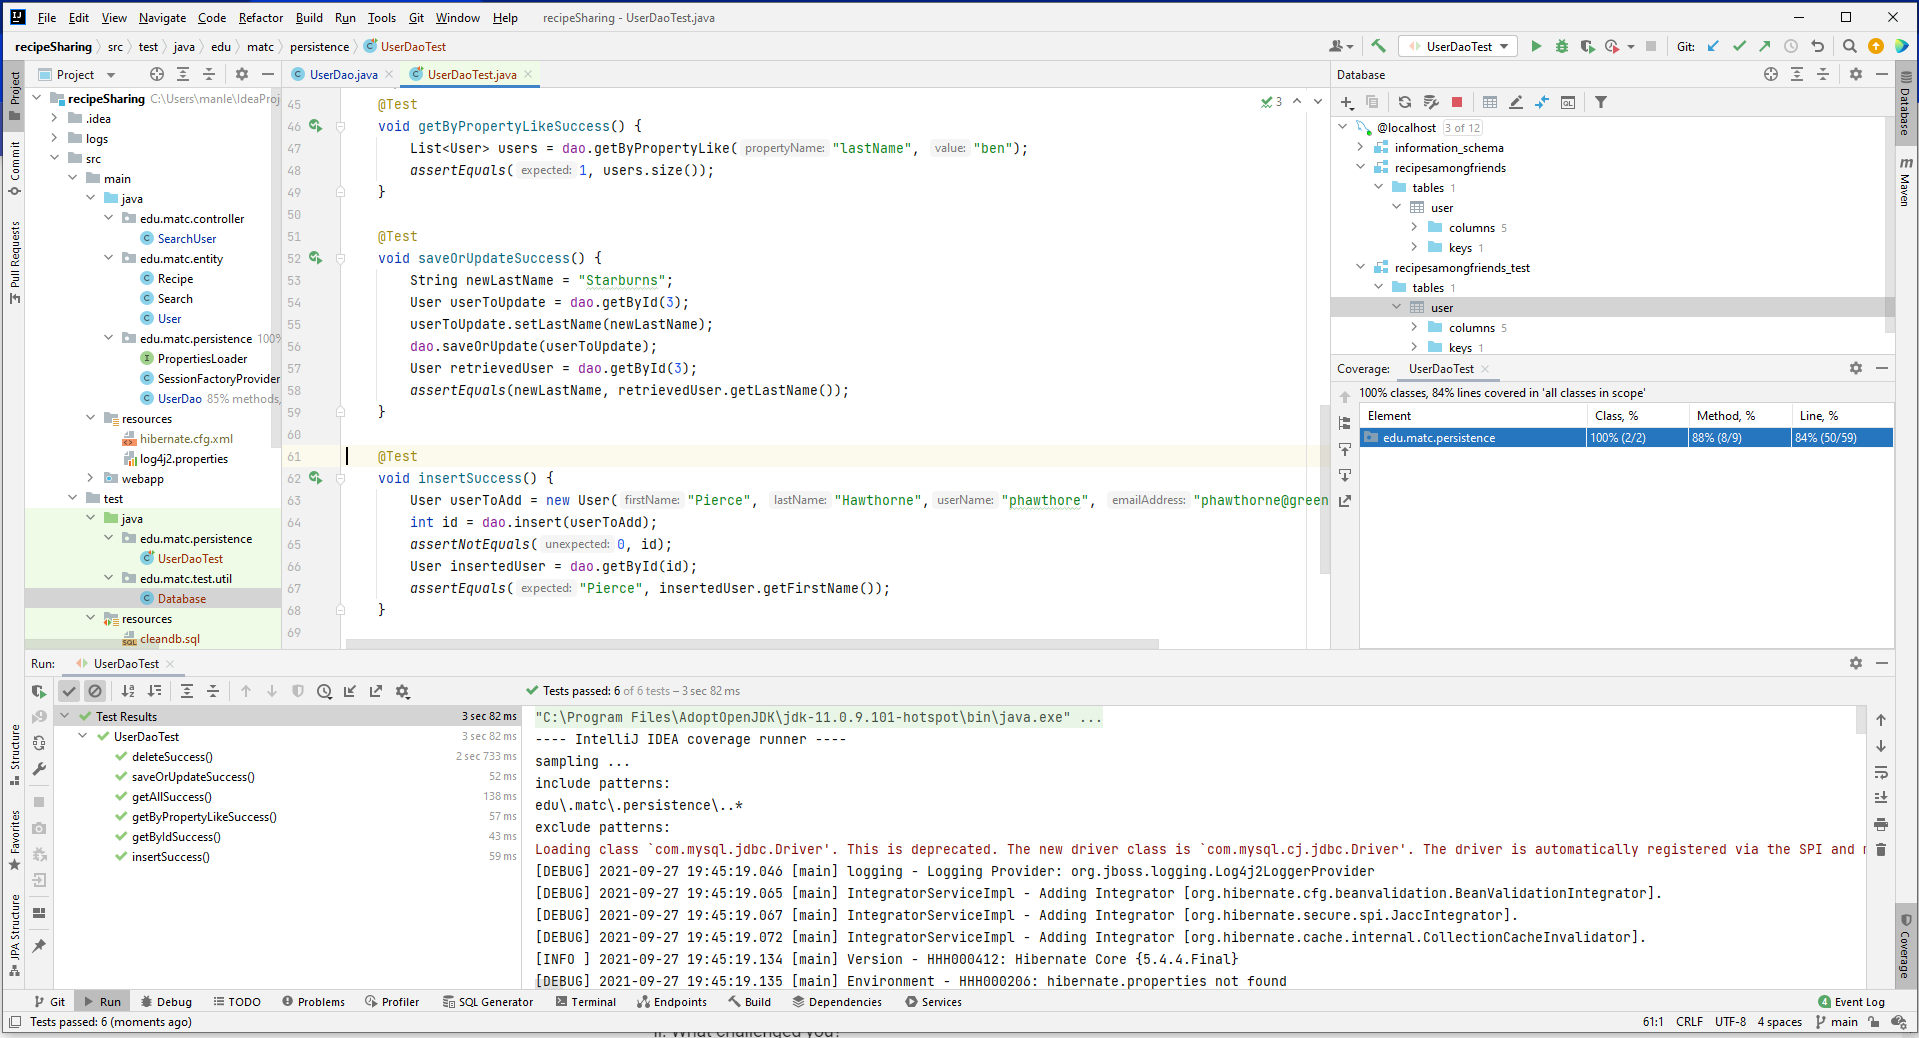 File Edit View Navigate Code Refactor Build Run Tools Git Window Help recipeSharing - UserDaoTest.java
recipeSharing src test java edu matc persistence UserDaoTest
UserDaoTest Git:
Project
UserDao.java
UserDaoTest.java
Database
recipeSharing C:\Users\manle\IdeaProj
.idea
logs
src
main
java
edu.matc.controller
SearchUser
edu.matc.entity
Recipe
Search
User
edu.matc.persistence 100%
PropertiesLoader
SessionFactoryProvider
UserDao 85% methods,
resources
hibernate.cfg.xml
log4j2.properties
webapp
test
java
edu.matc.persistence
UserDaoTest
edu.matc.test.util
Database
resources
cleandb.sql
Project
Commit
Pull Requests
3
45 @Test
46 void getByPropertyLikeSuccess() {
47 List<User> users = dao.getByPropertyLike( propertyName: "lastName", value: "ben");
48 assertEquals( expected: 1, users.size());
49 }
50
51 @Test
52 void saveOrUpdateSuccess() {
53 String newLastName = "Starburns";
54 User userToUpdate = dao.getById(3);
55 userToUpdate.setLastName(newLastName);
56 dao.saveOrUpdate(userToUpdate);
57 User retrievedUser = dao.getById(3);
58 assertEquals(newLastName, retrievedUser.getLastName());
59 }
60
61 @Test
62 void insertSuccess() {
63 User userToAdd = new User( firstName: "Pierce", lastName: "Hawthorne", userName: "phawthore", emailAddress: "phawthorne@green
64 int id = dao.insert(userToAdd);
65 assertNotEquals( unexpected: 0, id);
66 User insertedUser = dao.getById(id);
67 assertEquals( expected: "Pierce", insertedUser.getFirstName());
68 }
69
@localhost 3 of 12
information_schema
recipesamongfriends
tables 1
user
columns 5
keys 1
recipesamongfriends_test
tables 1
user
columns 5
keys 1
Database
Maven
Coverage: UserDaoTest
100% classes, 84% lines covered in 'all classes in scope'
Element Class, % Method, % Line, %
edu.matc.persistence 100% (2/2) 88% (8/9) 84% (50/59)
Run: UserDaoTest
Tests passed: 6 of 6 tests – 3 sec 82 ms
Test Results 3 sec 82 ms
UserDaoTest 3 sec 82 ms
deleteSuccess() 2 sec 733 ms
saveOrUpdateSuccess() 52 ms
getAllSuccess() 138 ms
getByPropertyLikeSuccess() 57 ms
getByIdSuccess() 43 ms
insertSuccess() 59 ms
Structure
Favorites
JPA Structure
"C:\Program Files\AdoptOpenJDK\jdk-11.0.9.101-hotspot\bin\java.exe" ...
---- IntelliJ IDEA coverage runner ----
sampling ...
include patterns:
edu\.matc\.persistence\..*
exclude patterns:
Loading class `com.mysql.jdbc.Driver'. This is deprecated. The new driver class is `com.mysql.cj.jdbc.Driver'. The driver is automatically registered via the SPI and
[DEBUG] 2021-09-27 19:45:19.046 [main] logging - Logging Provider: org.jboss.logging.Log4j2LoggerProvider
[DEBUG] 2021-09-27 19:45:19.065 [main] IntegratorServiceImpl - Adding Integrator [org.hibernate.cfg.beanvalidation.BeanValidationIntegrator].
[DEBUG] 2021-09-27 19:45:19.067 [main] IntegratorServiceImpl - Adding Integrator [org.hibernate.secure.spi.JaccIntegrator].
[DEBUG] 2021-09-27 19:45:19.072 [main] IntegratorServiceImpl - Adding Integrator [org.hibernate.cache.internal.CollectionCacheInvalidator].
[INFO ] 2021-09-27 19:45:19.134 [main] Version - HHH000412: Hibernate Core {5.4.4.Final}
[DEBUG] 2021-09-27 19:45:19.135 [main] Environment - HHH000206: hibernate.properties not found
Coverage
Git Run Debug TODO Problems Profiler SQL Generator Terminal Endpoints Build Dependencies Services 4 Event Log
Tests passed: 6 (moments ago) 61:1 CRLF UTF-8 4 spaces main
What challenged you?